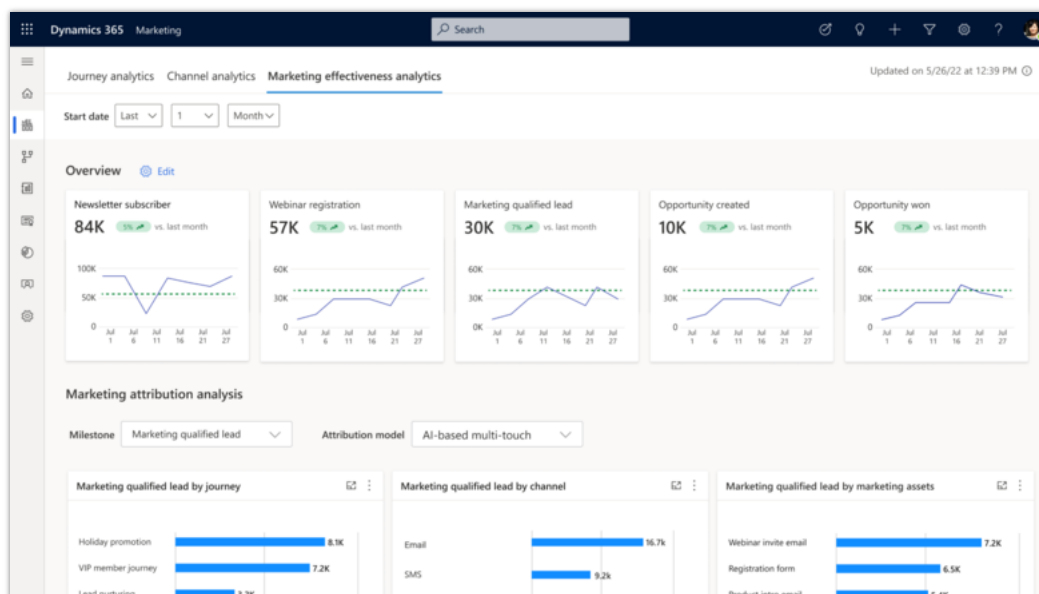 Dynamics 365 Marketing Search ?
Journey analytics Channel analytics Marketing effectiveness analytics Updated on 5/26/22 at 12:39 PM
Start date Last 1 Month
Overview Edit
Newsletter subscriber
84K 5% vs. last month
100K
50K
0
Jul 1 Jul 6 Jul 11 Jul 16 Jul 21 Jul 27
Webinar registration
57K 7% vs. last month
60K
30K
0
Jul 1 Jul 6 Jul 11 Jul 16 Jul 21 Jul 27
Marketing qualified lead
30K 7% vs. last month
60K
30K
0K
Jul 1 Jul 6 Jul 11 Jul 16 Jul 21 Jul 27
Opportunity created
10K 7% vs. last month
60K
30K
0
Jul 1 Jul 6 Jul 11 Jul 16 Jul 21 Jul 27
Opportunity won
5K 7% vs. last month
60K
30K
0
Jul 1 Jul 6 Jul 11 Jul 16 Jul 21 Jul 27
Marketing attribution analysis
Milestone Marketing qualified lead Attribution model AI-based multi-touch
Marketing qualified lead by journey
Holiday promotion 8.1K
VIP member journey 7.2K
Lead nurturing
Marketing qualified lead by channel
Email 16.7k
SMS 9.2k
Marketing qualified lead by marketing assets
Webinar invite email 7.2K
Registration form 6.5K
Product intro email